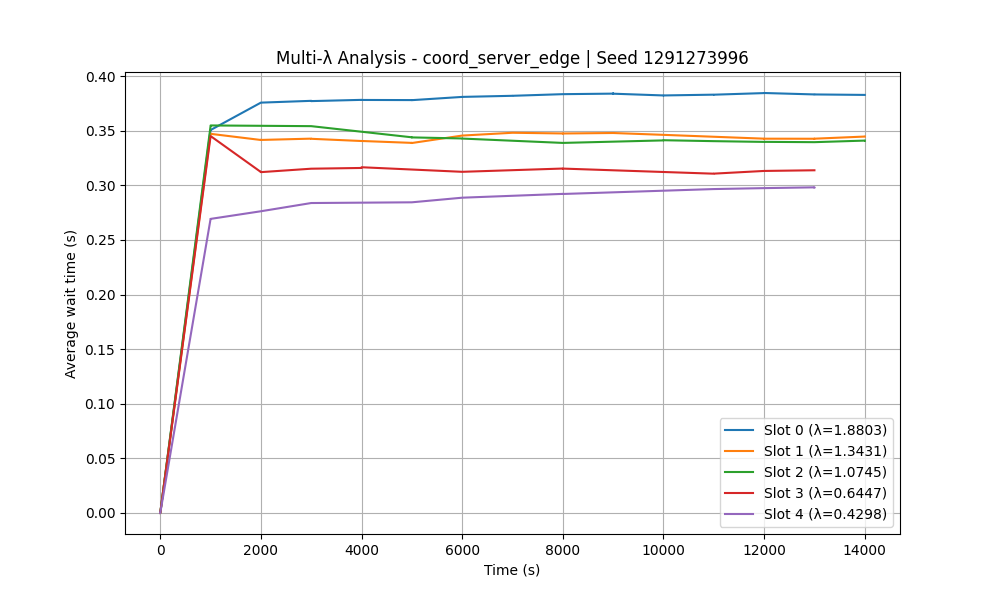 Multi-λ Analysis - coord_server_edge | Seed 1291273996
Average wait time (s)
0.40
0.35
0.30
0.25
0.20
0.15
0.10
0.05
0.00
Slot 0 (λ=1.8803)
Slot 1 (λ=1.3431)
Slot 2 (λ=1.0745)
Slot 3 (λ=0.6447)
Slot 4 (λ=0.4298)
0 2000 4000 6000 8000 10000 12000 14000
Time (s)